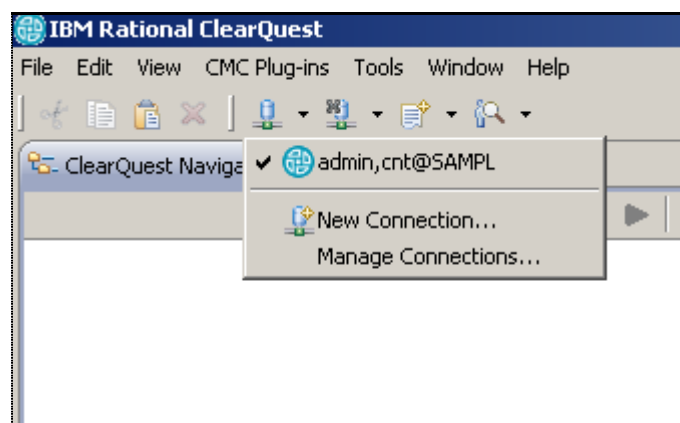 IBM Rational ClearQuest
File Edit View CMC Plug-ins Tools Window Help
ClearQuest Naviga
admin,cnt@SAMPL
New Connection...
Manage Connections...